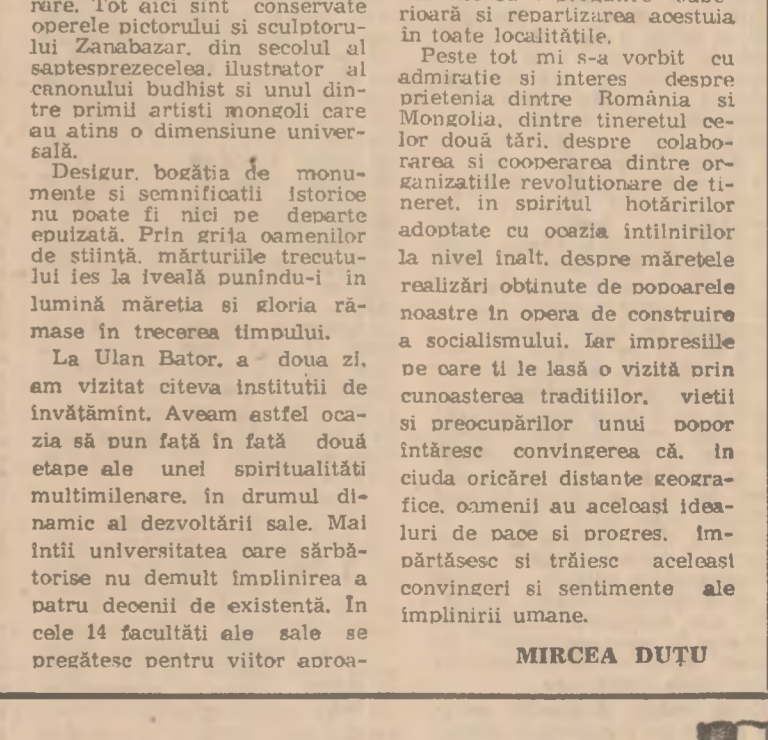 rare. Tot aici sînt conservate
operele pictorului și sculptoru-
lui Zanabazar, din secolul al
șaptesprezecelea, ilustrator al
canonului budhist și unul din-
tre primii artiști mongoli care
au atins o dimensiune univer-
sală.
Desigur, bogăția de monu-
mente și semnificații istorice
nu poate fi nici pe departe
epuizată. Prin grija oamenilor
de știință, mărturiile trecutu-
lui ies la iveală punîndu-i în
lumină măreția și gloria ră-
mase în trecerea timpului.
La Ulan Bator, a doua zi,
am vizitat cîteva instituții de
învățămînt. Aveam astfel oca-
zia să pun față în față două
etape ale unei spiritualități
multimilenare, în drumul di-
namic al dezvoltării sale. Mai
întîi universitatea care sărbă-
torise nu demult împlinirea a
patru decenii de existență. În
cele 14 facultăți ale sale se
pregătesc pentru viitor aproa-
rioară și repartizarea acestuia
în toate localitățile.
Peste tot mi s-a vorbit cu
admirație și interes despre
prietenia dintre România și
Mongolia, dintre tineretul ce-
lor două țări, despre colabo-
rarea și cooperarea dintre or-
ganizațiile revoluționare de ti-
neret, în spiritul hotărîrilor
adoptate cu ocazia întîlnirilor
la nivel înalt, despre mărețele
realizări obținute de popoarele
noastre în opera de construire
a socialismului. Iar impresiile
pe care ți le lasă o vizită prin
cunoașterea tradițiilor, vieții
și preocupărilor unui popor
întăresc convingerea că, în
ciuda oricărei distanțe geogra-
fice, oamenii au aceleași idea-
luri de pace și progres, îm-
părtășesc și trăiesc aceleași
convingeri și sentimente ale
împlinirii umane.
MIRCEA DUȚU